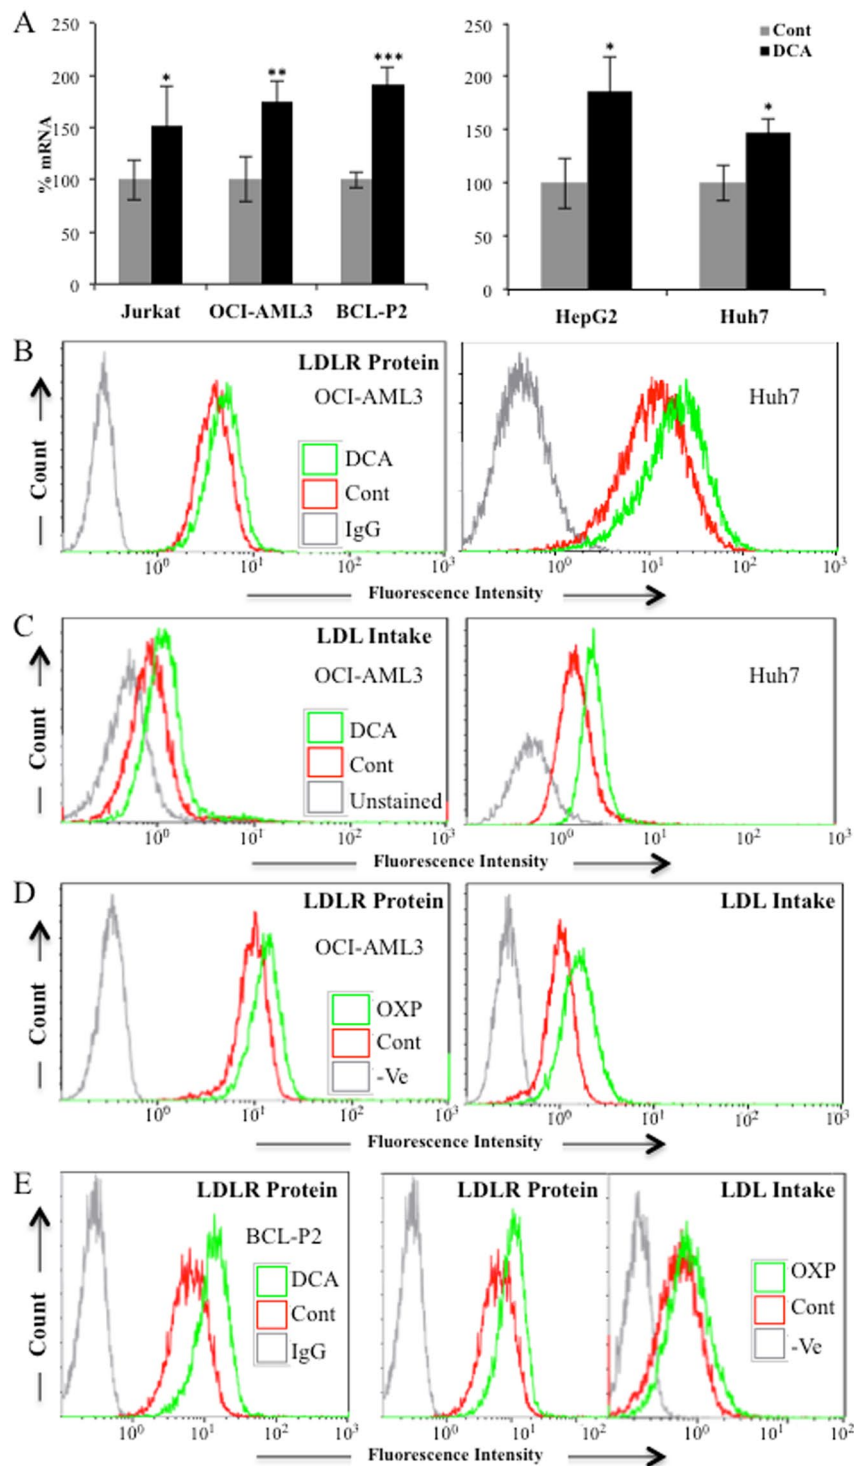 A
250
200
150
100
50
0
% mRNA
*
**
***
Jurkat OCI-AML3 BCL-P2
250
200
150
100
50
0
*
*
Cont
DCA
HepG2 Huh7
B
LDLR Protein
OCI-AML3
DCA
Cont
IgG
Count
10⁰ 10¹ 10² 10³
Huh7
10⁰ 10¹ 10² 10³
Fluorescence Intensity
C
LDL Intake
OCI-AML3
DCA
Cont
Unstained
Count
10⁰ 10¹ 10² 10³
Huh7
10⁰ 10¹ 10² 10³
Fluorescence Intensity
D
LDLR Protein
OCI-AML3
OXP
Cont
-Ve
Count
10⁰ 10¹ 10² 10³
LDL Intake
10⁰ 10¹ 10² 10³
Fluorescence Intensity
E
LDLR Protein
BCL-P2
DCA
Cont
IgG
Count
10⁰ 10¹ 10² 10³
LDLR Protein
10⁰ 10¹ 10²
LDL Intake
OXP
Cont
-Ve
10⁰ 10¹ 10²
Fluorescence Intensity